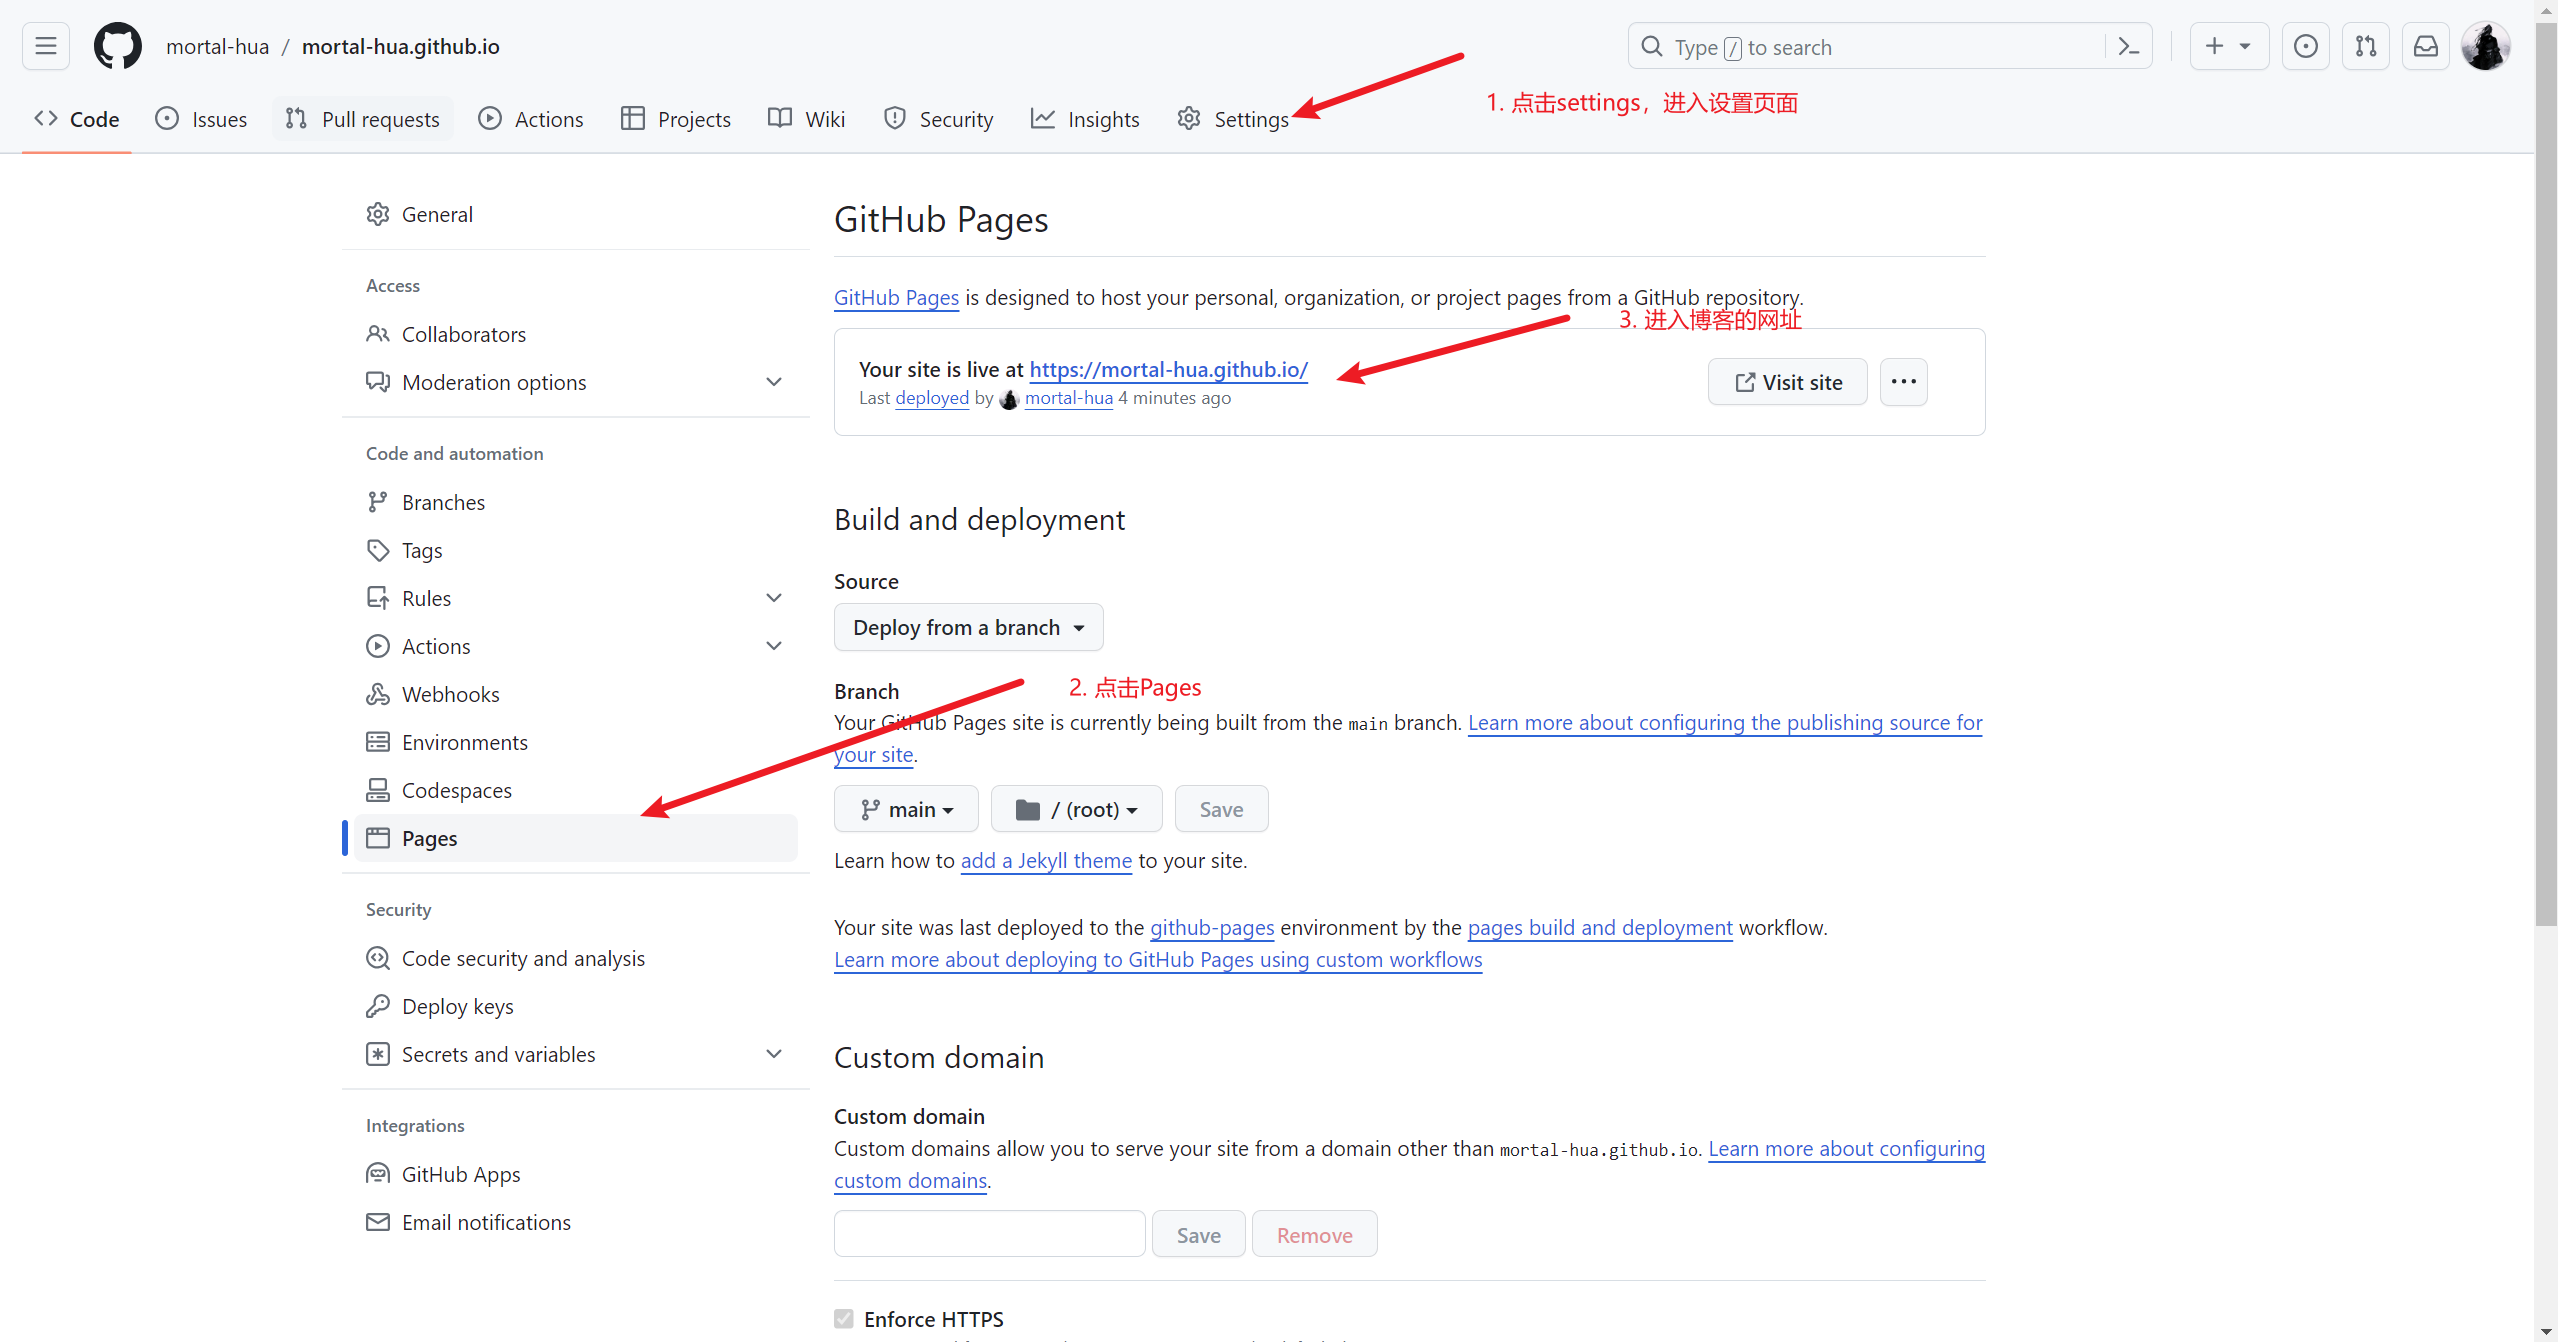 mortal-hua / mortal-hua.github.io
Type / to search
Code Issues Pull requests Actions Projects Wiki Security Insights Settings
1. 点击settings，进入设置页面
General
Access
Collaborators
Moderation options
Code and automation
Branches
Tags
Rules
Actions
Webhooks
Environments
Codespaces
Pages
Security
Code security and analysis
Deploy keys
Secrets and variables
Integrations
GitHub Apps
Email notifications
GitHub Pages
GitHub Pages is designed to host your personal, organization, or project pages from a GitHub repository.
3. 进入博客的网址
Your site is live at https://mortal-hua.github.io/
Last deployed by mortal-hua 4 minutes ago
Visit site
Build and deployment
Source
Deploy from a branch
2. 点击Pages
Branch
Your GitHub Pages site is currently being built from the main branch. Learn more about configuring the publishing source for
your site.
main / (root) Save
Learn how to add a Jekyll theme to your site.
Your site was last deployed to the github-pages environment by the pages build and deployment workflow.
Learn more about deploying to GitHub Pages using custom workflows
Custom domain
Custom domain
Custom domains allow you to serve your site from a domain other than mortal-hua.github.io. Learn more about configuring
custom domains.
Save Remove
Enforce HTTPS